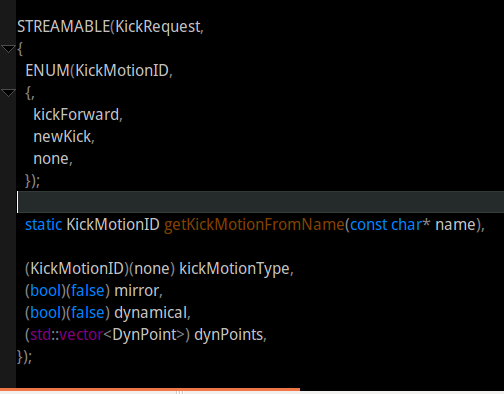 STREAMABLE(KickRequest,
{
ENUM(KickMotionID,
{,
kickForward,
newKick,
none,
});
static KickMotionID getKickMotionFromName(const char* name),
(KickMotionID)(none) kickMotionType,
(bool)(false) mirror,
(bool)(false) dynamical,
(std::vector<DynPoint>) dynPoints,
});